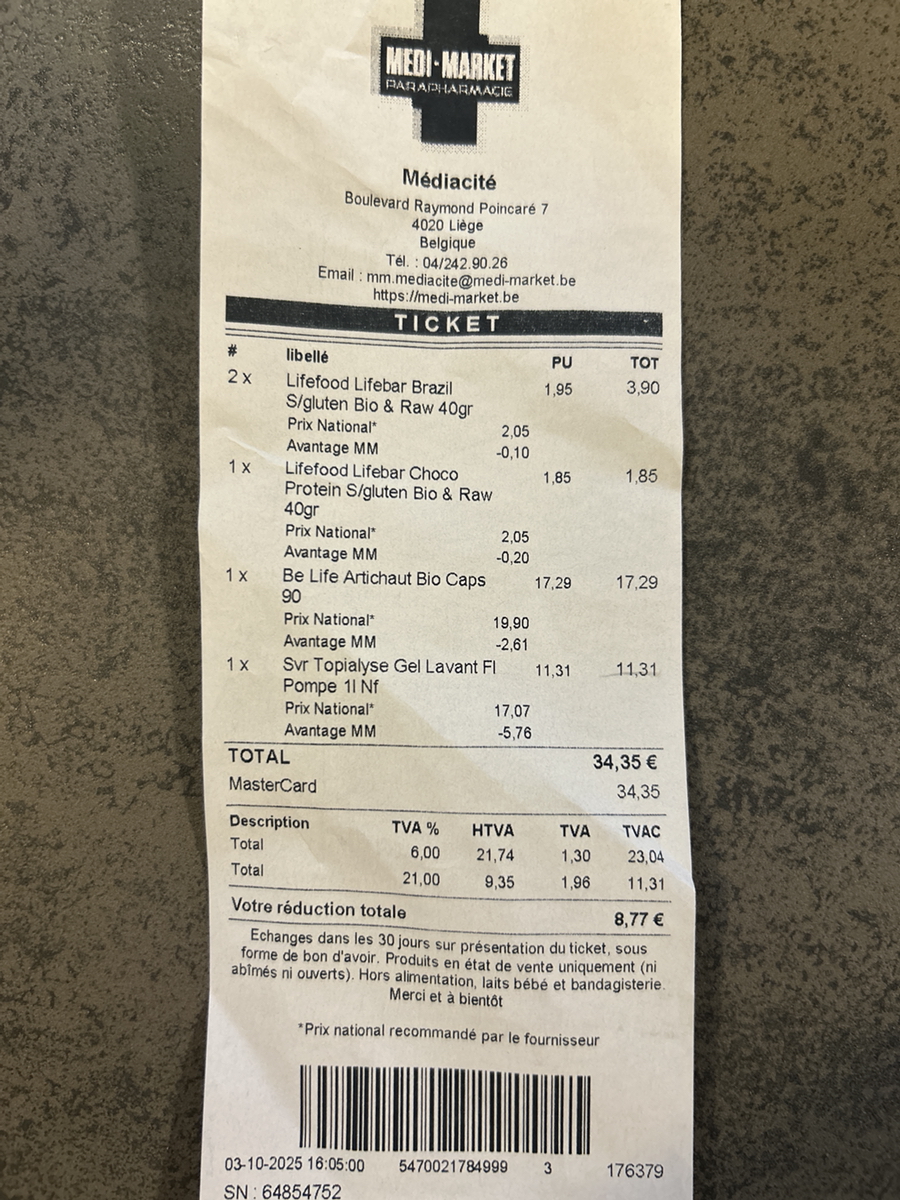 MEDI·MARKET
PARAPHARMACIE
Médiacité
Boulevard Raymond Poincaré 7
4020 Liège
Belgique
Tél. : 04/242.90.26
Email : mm.mediacite@medi-market.be
https://medi-market.be
TICKET
# libellé PU TOT
2 x Lifefood Lifebar Brazil 1,95 3,90
S/gluten Bio & Raw 40gr
Prix National* 2,05
Avantage MM -0,10
1 x Lifefood Lifebar Choco 1,85 1,85
Protein S/gluten Bio & Raw
40gr
Prix National* 2,05
Avantage MM -0,20
1 x Be Life Artichaut Bio Caps 17,29 17,29
90
Prix National* 19,90
Avantage MM -2,61
1 x Svr Topialyse Gel Lavant Fl 11,31 11,31
Pompe 1l Nf
Prix National* 17,07
Avantage MM -5,76
TOTAL 34,35 €
MasterCard 34,35
Description TVA % HTVA TVA TVAC
Total 6,00 21,74 1,30 23,04
Total 21,00 9,35 1,96 11,31
Votre réduction totale 8,77 €
Echanges dans les 30 jours sur présentation du ticket, sous
forme de bon d'avoir. Produits en état de vente uniquement (ni
abîmés ni ouverts). Hors alimentation, laits bébé et bandagisterie.
Merci et à bientôt
*Prix national recommandé par le fournisseur
03-10-2025 16:05:00 5470021784999 3 176379
SN : 64854752